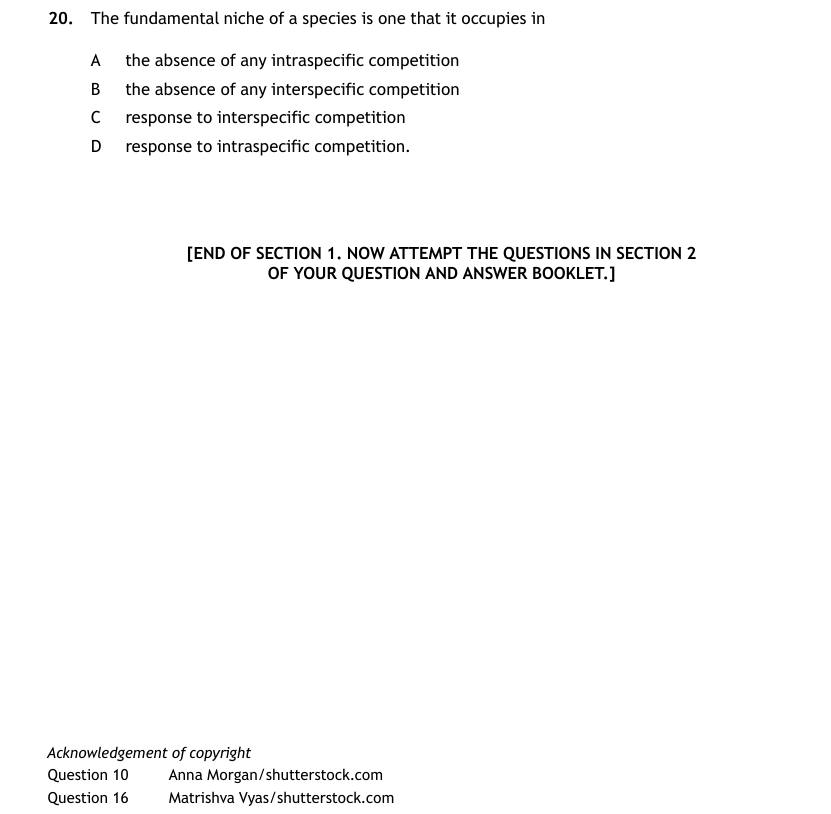 20. The fundamental niche of a species is one that it occupies in
A the absence of any intraspecific competition
B the absence of any interspecific competition
C response to interspecific competition
D response to intraspecific competition.
[END OF SECTION 1. NOW ATTEMPT THE QUESTIONS IN SECTION 2
OF YOUR QUESTION AND ANSWER BOOKLET.]
Acknowledgement of copyright
Question 10 Anna Morgan/shutterstock.com
Question 16 Matrishva Vyas/shutterstock.com